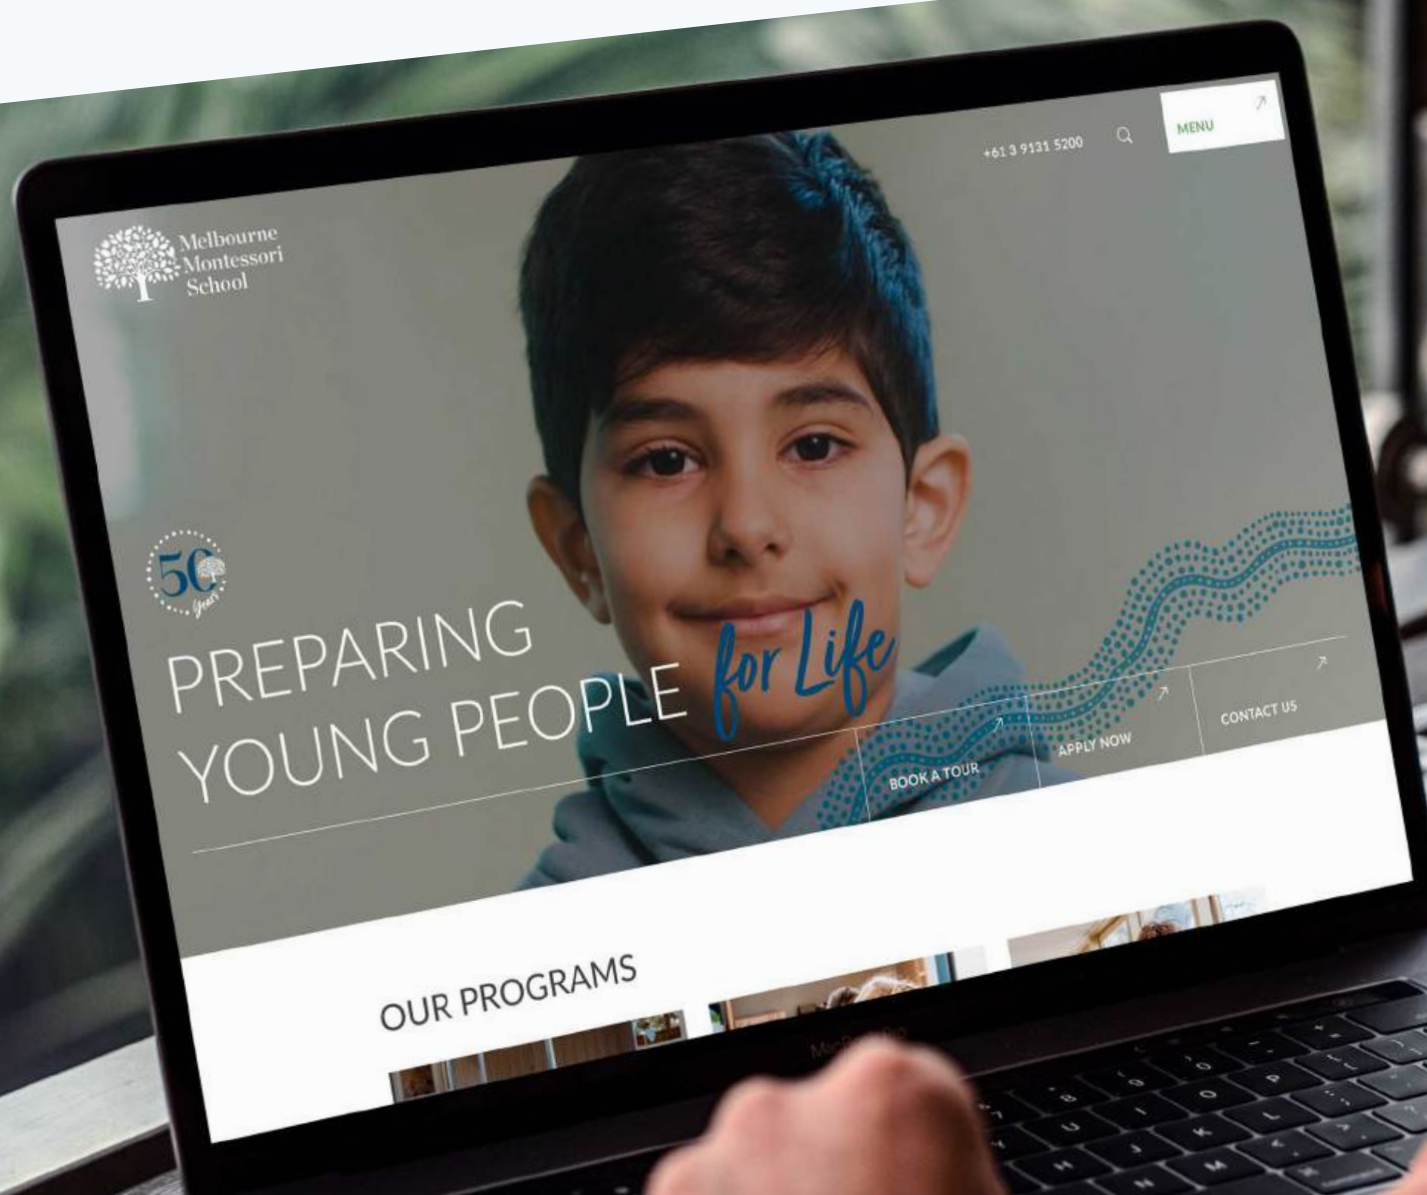 +61 3 9131 5200
MENU
Melbourne
Montessori
School
50
Years
PREPARING
YOUNG PEOPLE for Life
BOOK A TOUR
APPLY NOW
CONTACT US
OUR PROGRAMS